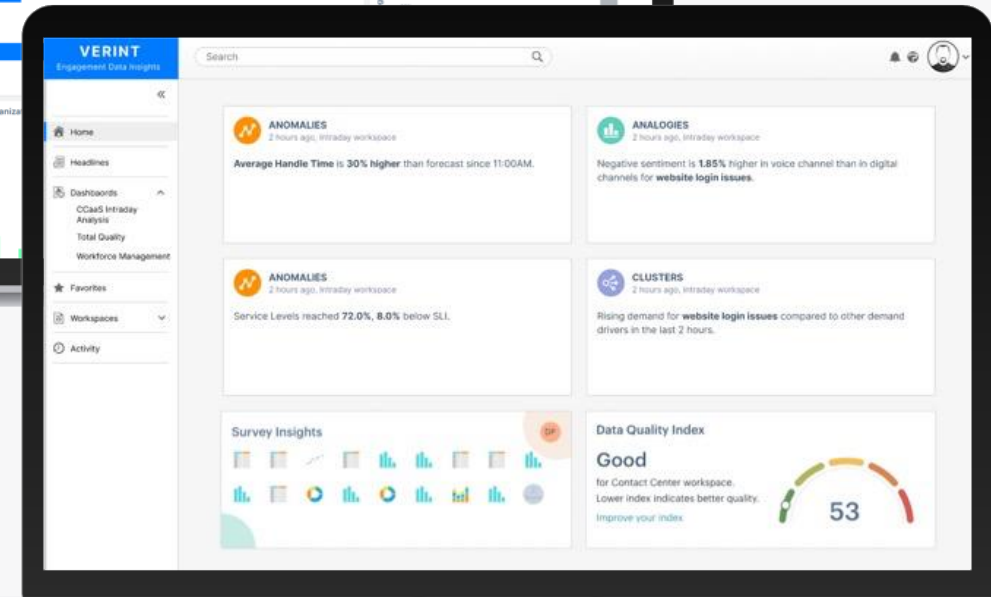 VERINT
Engagement Data Insights
Search
Home
Headlines
Dashbaords
CCaaS Intraday
Analysis
Total Quality
Workforce Management
Favorites
Workspaces
Activity
ANOMALIES
2 hours ago, Intraday workspace
Average Handle Time is 30% higher than forecast since 11:00AM.
ANALOGIES
2 hours ago, Intraday workspace
Negative sentiment is 1.85% higher in voice channel than in digital
channels for website login issues.
ANOMALIES
2 hours ago, Intraday workspace
Service Levels reached 72.0%, 8.0% below SLI.
CLUSTERS
2 hours ago, Intraday workspace
Rising demand for website login issues compared to other demand
drivers in the last 2 hours.
Survey Insights
DP
Data Quality Index
Good
for Contact Center workspace.
Lower index indicates better quality.
Improve your index
53